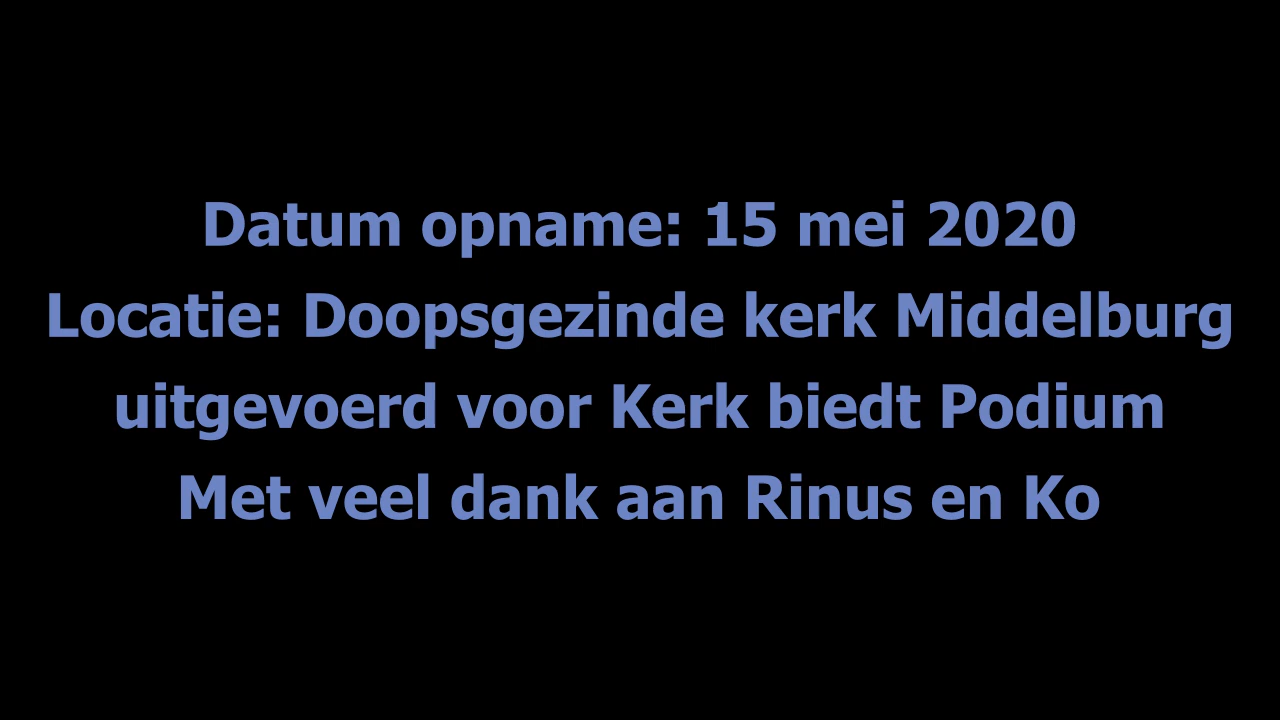 Datum opname: 15 mei 2020
Locatie: Doopsgezinde kerk Middelburg
uitgevoerd voor Kerk biedt Podium
Met veel dank aan Rinus en Ko